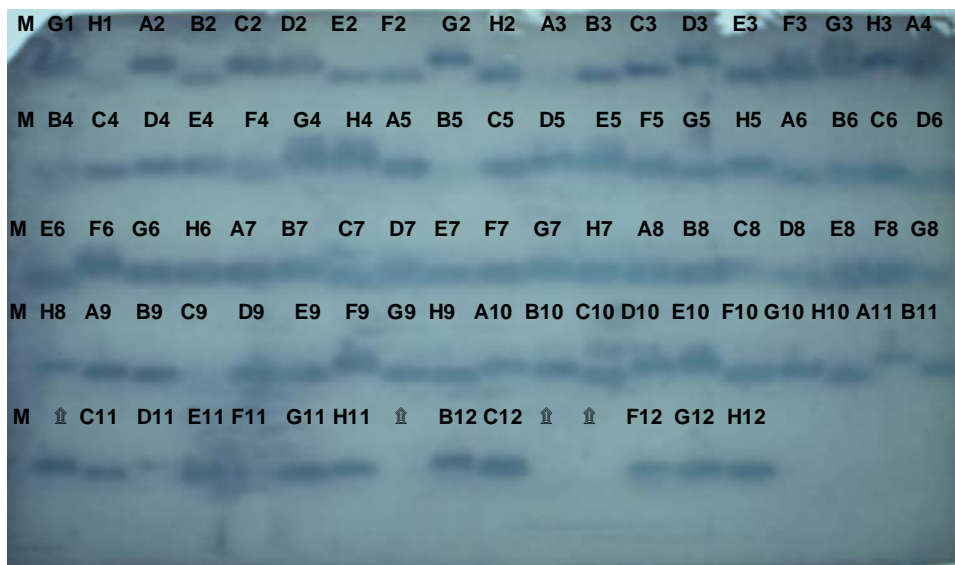 M G1 H1 A2 B2 C2 D2 E2 F2 G2 H2 A3 B3 C3 D3 E3 F3 G3 H3 A4
M B4 C4 D4 E4 F4 G4 H4 A5 B5 C5 D5 E5 F5 G5 H5 A6 B6 C6 D6
M E6 F6 G6 H6 A7 B7 C7 D7 E7 F7 G7 H7 A8 B8 C8 D8 E8 F8 G8
M H8 A9 B9 C9 D9 E9 F9 G9 H9 A10 B10 C10 D10 E10 F10 G10 H10 A11 B11
M ⇑ C11 D11 E11 F11 G11 H11 ⇑ B12 C12 ⇑ ⇑ F12 G12 H12